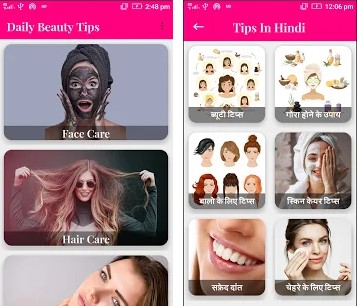 2:48 pm
Daily Beauty Tips
Face Care
Hair Care
12:06 pm
Tips In Hindi
ब्यूटी टिप्स
गोरा होने के उपाय
बालो के लिए टिप्स
स्किन केयर टिप्स
सफ़ेद दांत
चेहरे के लिए टिप्स